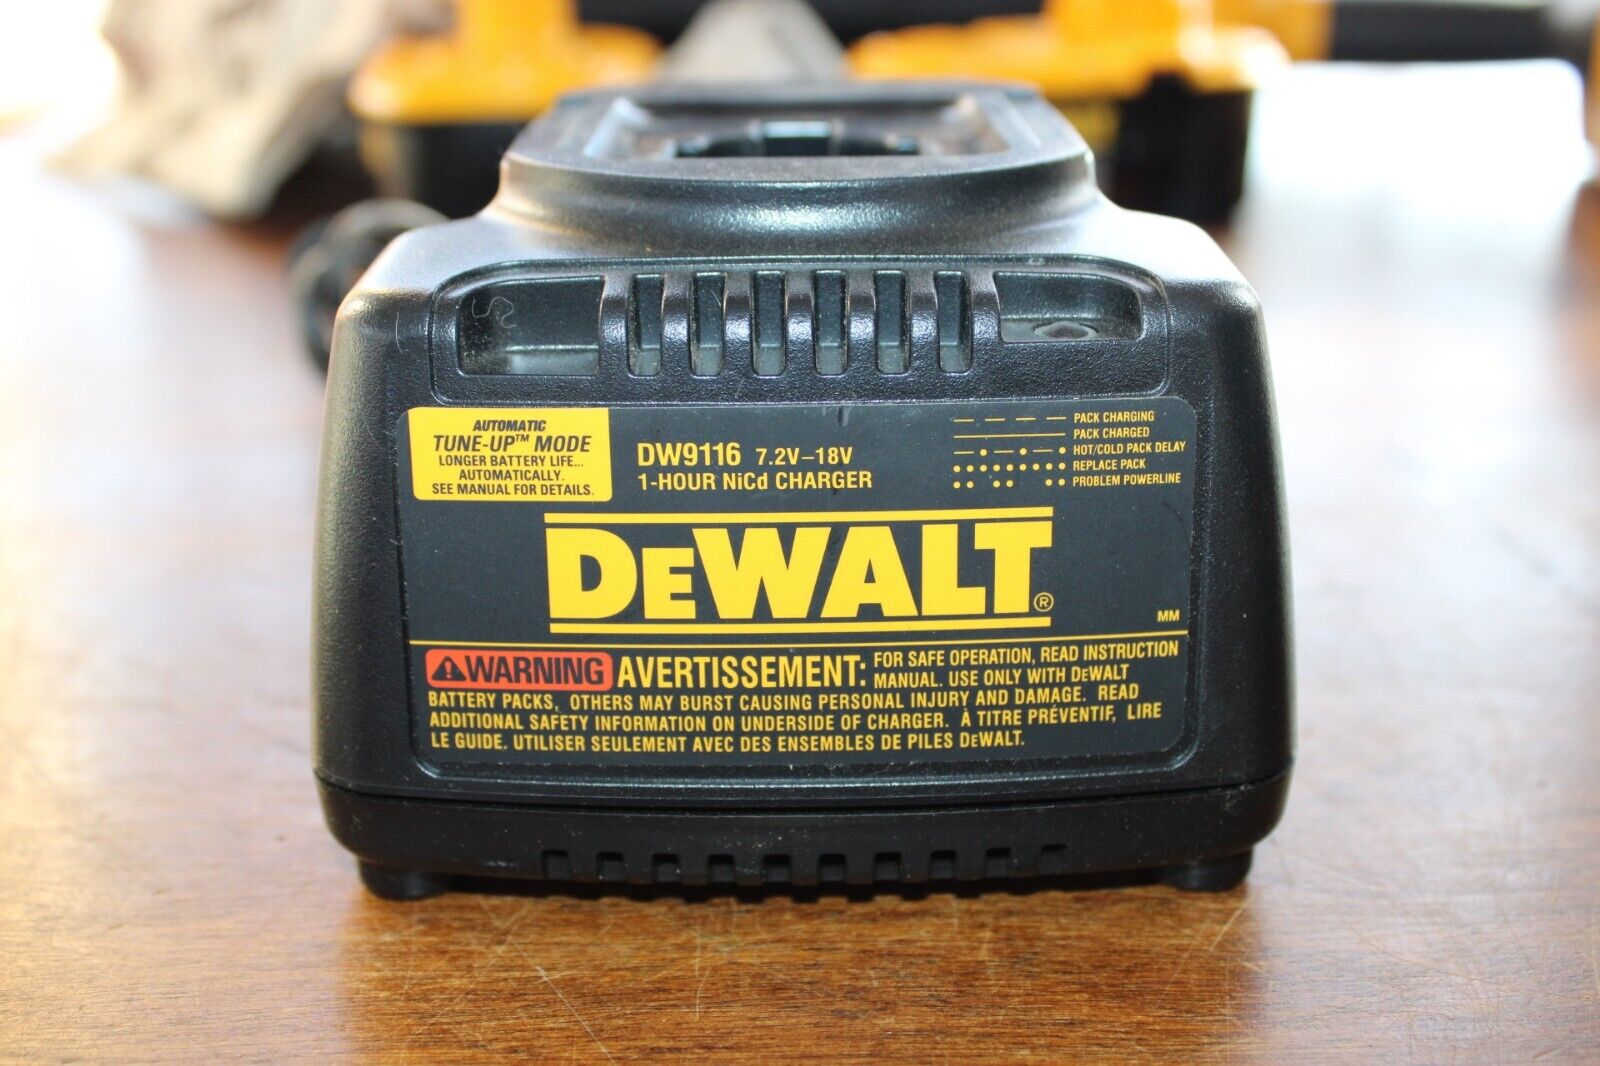 AUTOMATIC
TUNE-UP™ MODE
LONGER BATTERY LIFE...
AUTOMATICALLY.
SEE MANUAL FOR DETAILS.
DW9116 7.2V–18V
1-HOUR NiCd CHARGER
PACK CHARGING
PACK CHARGED
HOT/COLD PACK DELAY
REPLACE PACK
PROBLEM POWERLINE
DEWALT®
MM
WARNING AVERTISSEMENT: FOR SAFE OPERATION, READ INSTRUCTION
MANUAL. USE ONLY WITH DEWALT
BATTERY PACKS, OTHERS MAY BURST CAUSING PERSONAL INJURY AND DAMAGE. READ
ADDITIONAL SAFETY INFORMATION ON UNDERSIDE OF CHARGER. À TITRE PRÉVENTIF, LIRE
LE GUIDE. UTILISER SEULEMENT AVEC DES ENSEMBLES DE PILES DEWALT.